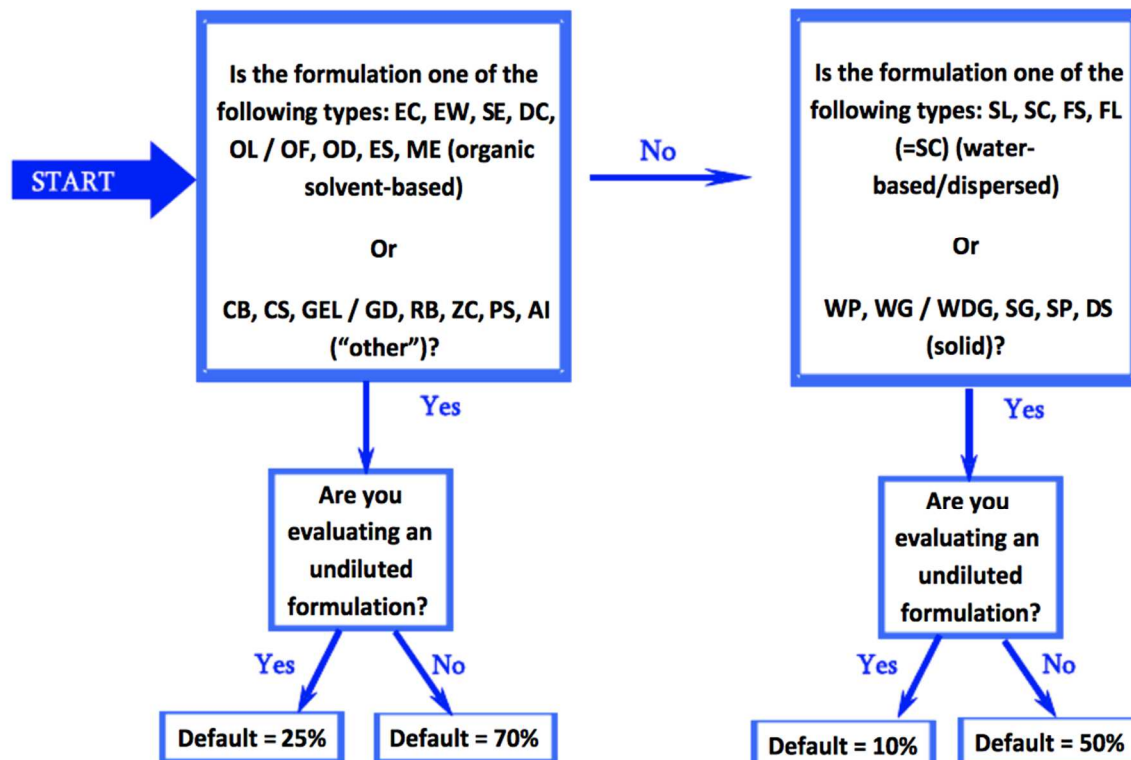 START
Is the formulation one of the
following types: EC, EW, SE, DC,
OL / OF, OD, ES, ME (organic
solvent-based)
Or
CB, CS, GEL / GD, RB, ZC, PS, AI
(“other”)?
No
Is the formulation one of the
following types: SL, SC, FS, FL
(=SC) (water-
based/dispersed)
Or
WP, WG / WDG, SG, SP, DS
(solid)?
Yes
Are you
evaluating an
undiluted
formulation?
Yes
No
Default = 25%
Default = 70%
Yes
Are you
evaluating an
undiluted
formulation?
Yes
No
Default = 10%
Default = 50%